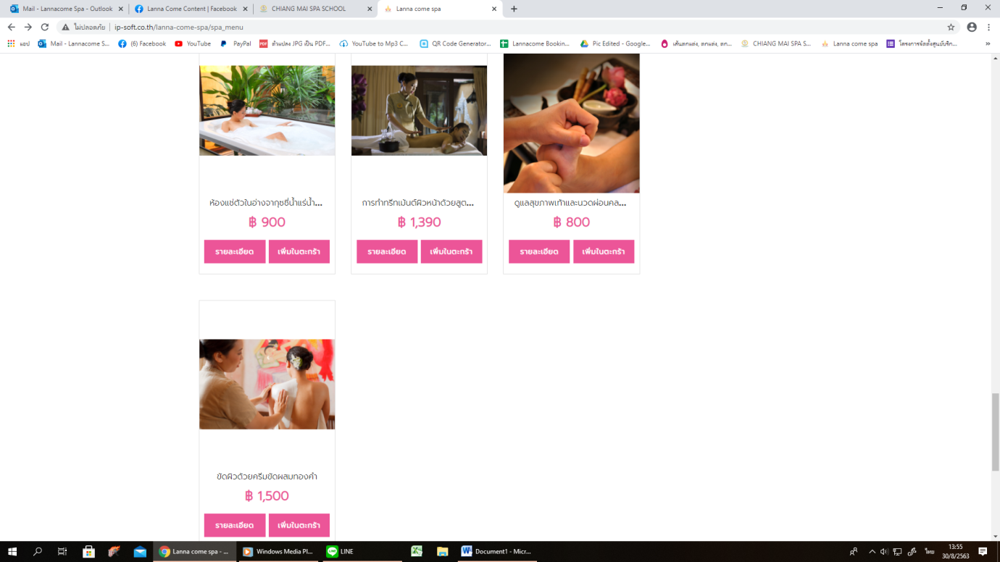 Mail - Lannacome Spa - Outlook
Lanna Come Content | Facebook
CHIANG MAI SPA SCHOOL
Lanna come spa
ไม่ปลอดภัย | ip-soft.co.th/lanna-come-spa/spa_menu
แอป
Mail - Lannacome S...
(6) Facebook
YouTube
PayPal
ตัวแปลง JPG เป็น PDF...
YouTube to Mp3 C...
QR Code Generator...
Lannacome Bookin...
Pic Edited - Google...
เส้นตกแต่ง, ตกแต่ง, ตก...
CHIANG MAI SPA S...
Lanna come spa
โครงการจัดตั้งศูนย์บริก...
ห้องแช่ตัวในอ่างจากุซซี่น้ำแร่น้ำ...
฿ 900
รายละเอียด เพิ่มในตะกร้า
การทำทรีทเม้นต์ผิวหน้าด้วยสูต...
฿ 1,390
รายละเอียด เพิ่มในตะกร้า
ดูแลสุขภาพเท้าและนวดผ่อนคล...
฿ 800
รายละเอียด เพิ่มในตะกร้า
ขัดผิวด้วยครีมขัดผสมทองคำ
฿ 1,500
รายละเอียด เพิ่มในตะกร้า
Lanna come spa - ...
Windows Media Pl...
LINE
Document1 - Micr...
ไทย
13:55
30/8/2563